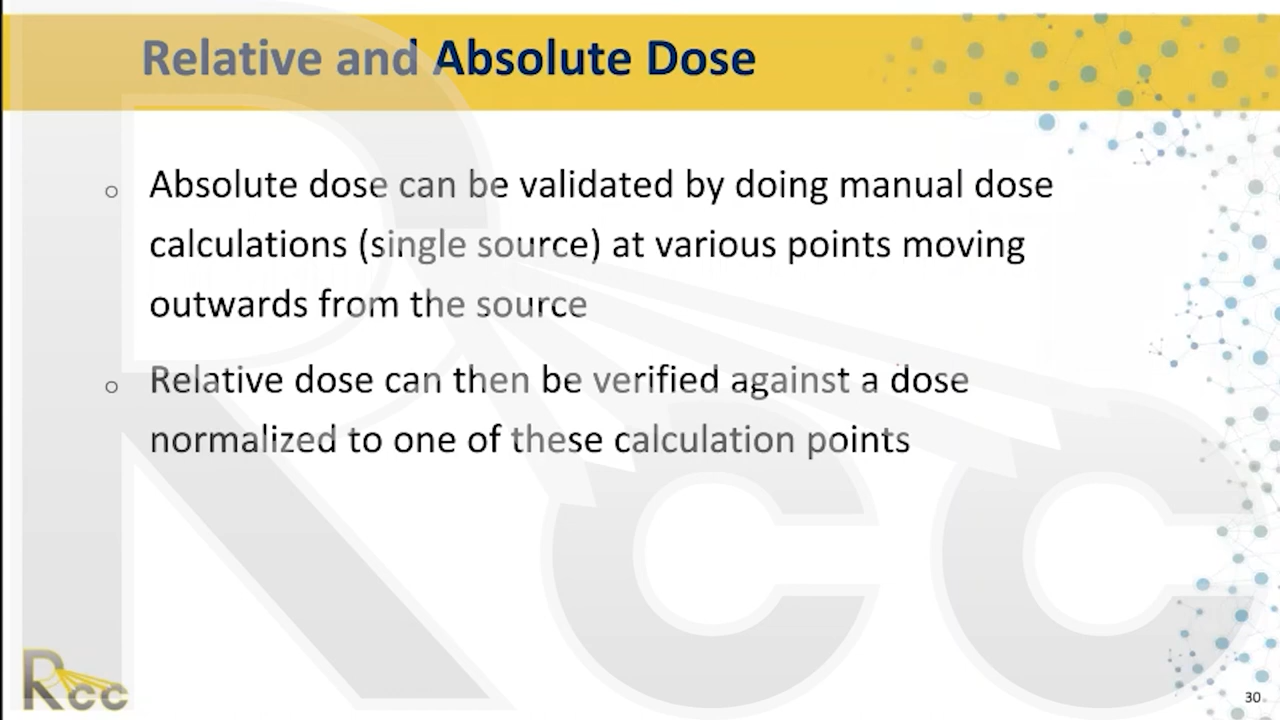 Relative and Absolute Dose
○ Absolute dose can be validated by doing manual dose
calculations (single source) at various points moving
outwards from the source
○ Relative dose can then be verified against a dose
normalized to one of these calculation points
Rcc
Rcc
30